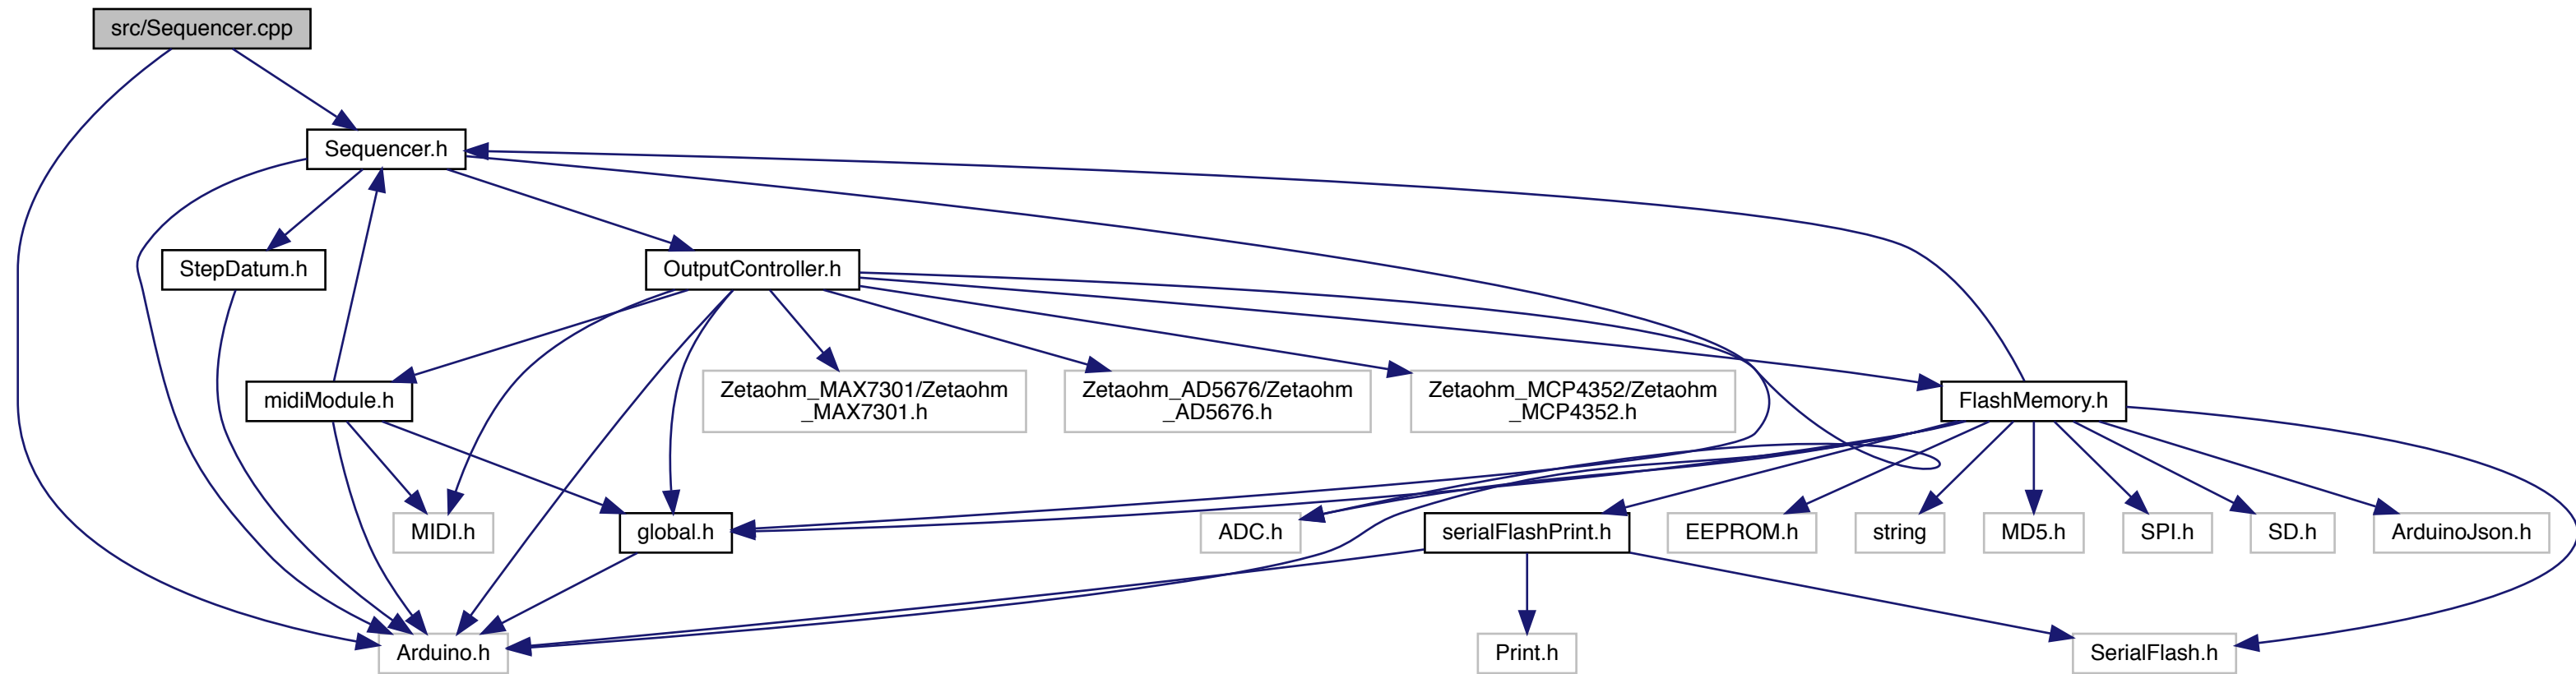 src/Sequencer.cpp
Sequencer.h
StepDatum.h
OutputController.h
midiModule.h
Zetaohm_MAX7301/Zetaohm
_MAX7301.h
Zetaohm_AD5676/Zetaohm
_AD5676.h
Zetaohm_MCP4352/Zetaohm
_MCP4352.h
FlashMemory.h
MIDI.h
global.h
ADC.h
serialFlashPrint.h
EEPROM.h
string
MD5.h
SPI.h
SD.h
ArduinoJson.h
Arduino.h
Print.h
SerialFlash.h